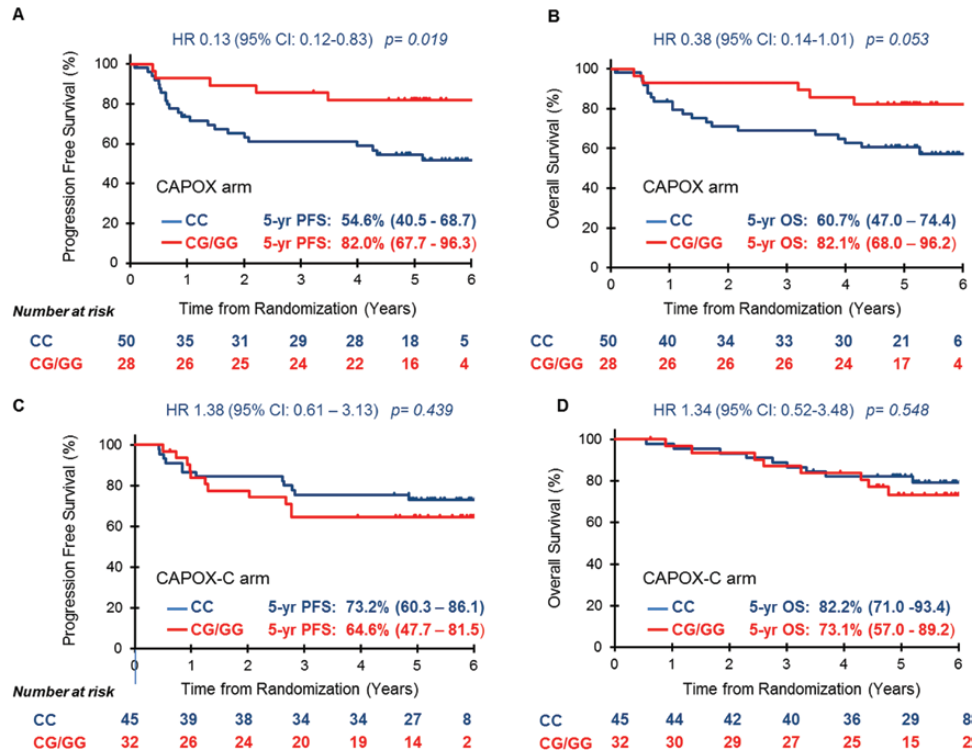 A
HR 0.13 (95% CI: 0.12-0.83) p= 0.019
Progression Free Survival (%)
100
80
60
40
80
0
CAPOX arm
CC 5-yr PFS: 54.6% (40.5 - 68.7)
CG/GG 5-yr PFS: 82.0% (67.7 - 96.3)
0 1 2 3 4 5 6
Time from Randomization (Years)
Number at risk
CC 50 35 31 29 28 18 5
CG/GG 28 26 25 24 22 16 4
B
HR 0.38 (95% CI: 0.14-1.01) p= 0.053
Overall Survival (%)
100
80
60
40
80
0
CAPOX arm
CC 5-yr OS: 60.7% (47.0 – 74.4)
CG/GG 5-yr OS: 82.1% (68.0 – 96.2)
0 1 2 3 4 5 6
Time from Randomization (Years)
50 40 34 33 30 21 6
28 26 26 26 24 17 4
C
HR 1.38 (95% CI: 0.61 – 3.13) p= 0.439
Progression Free Survival (%)
100
80
60
40
80
0
CAPOX-C arm
CC 5-yr PFS: 73.2% (60.3 – 86.1)
CG/GG 5-yr PFS: 64.6% (47.7 – 81.5)
0 1 2 3 4 5 6
Time from Randomization (Years)
Number at risk
CC 45 39 38 34 34 27 8
CG/GG 32 26 24 20 19 14 2
D
HR 1.34 (95% CI: 0.52-3.48) p= 0.548
Overall Survival (%)
100
80
60
40
80
0
CAPOX-C arm
CC 5-yr OS: 82.2% (71.0 -93.4)
CG/GG 5-yr OS: 73.1% (57.0 - 89.2)
0 1 2 3 4 5 6
Time from Randomization (Years)
CC 45 44 42 40 36 29 8
CG/GG 32 30 29 27 25 15 2